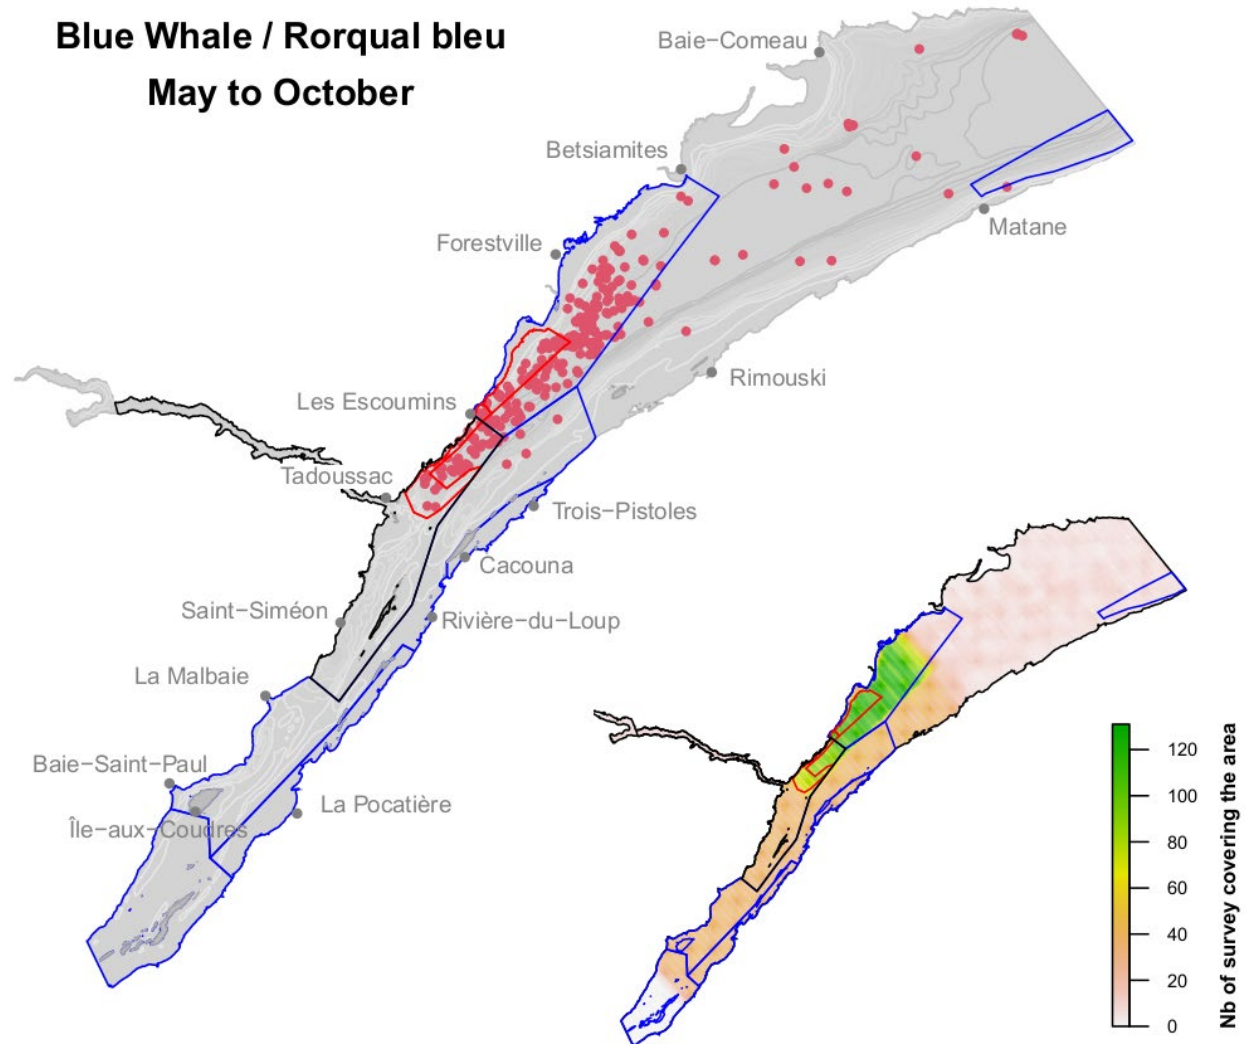 Blue Whale / Rorqual bleu
May to October
Baie−Comeau
Betsiamites
Matane
Forestville
Rimouski
Les Escoumins
Tadoussac
Trois−Pistoles
Cacouna
Saint−Siméon
Rivière−du−Loup
La Malbaie
Baie−Saint−Paul
La Pocatière
Île−aux−Coudres
120
100
80
60
40
20
0
Nb of survey covering the area